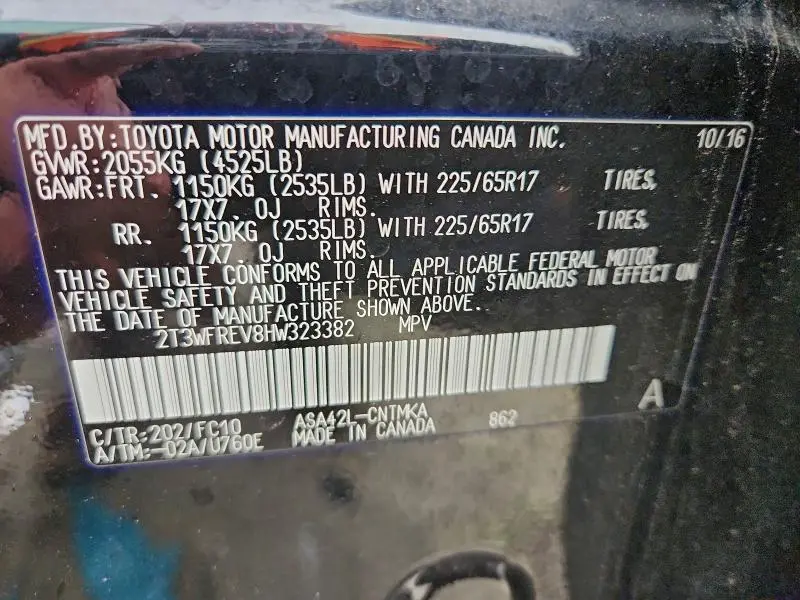 MFD.BY:TOYOTA MOTOR MANUFACTURING CANADA INC. 10/16
GVWR:2055KG (4525LB)
GAWR:FRT. 1150KG (2535LB) WITH 225/65R17 TIRES,
17X7.0J RIMS.
RR. 1150KG (2535LB) WITH 225/65R17 TIRES,
17X7.0J RIMS.
THIS VEHICLE CONFORMS TO ALL APPLICABLE FEDERAL MOTOR
VEHICLE SAFETY AND THEFT PREVENTION STANDARDS IN EFFECT ON
THE DATE OF MANUFACTURE SHOWN ABOVE.
2T3WFREV8HW323382 MPV
A
C/TR:202/FC10 ASA42L-CNTMKA 862
A/TM:-02A/U760E MADE IN CANADA